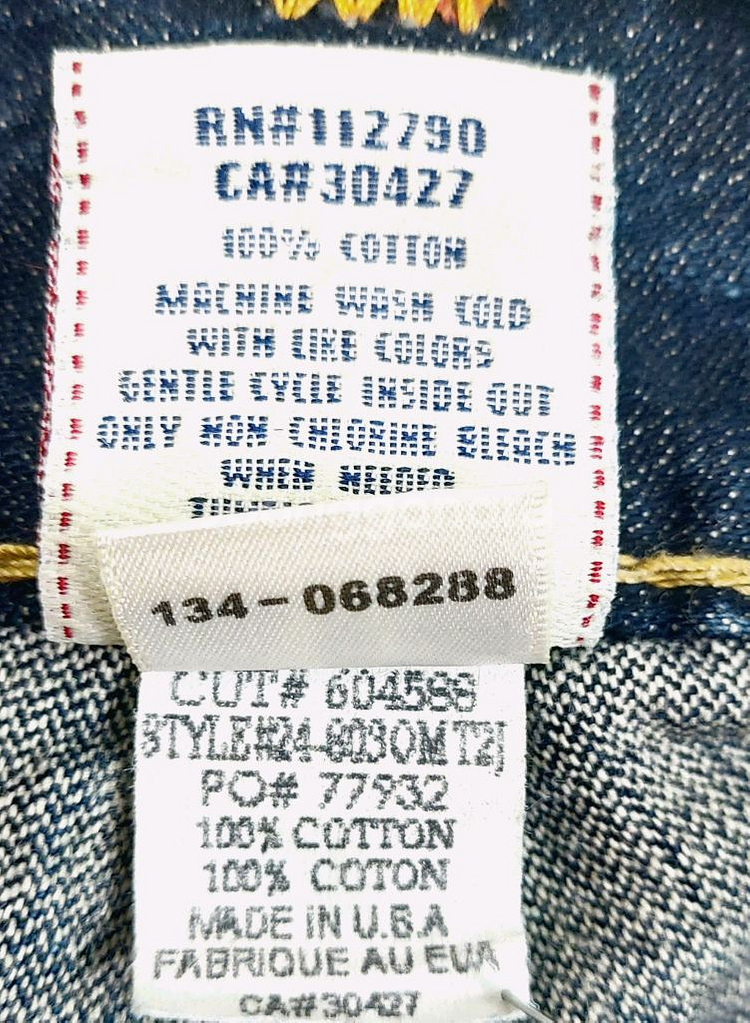 RN#112790
CA#30427
100% COTTON
MACHINE WASH COLD
WITH LIKE COLORS
GENTLE CYCLE INSIDE OUT
ONLY NON-CHLORINE BLEACH
WHEN NEEDED
134-068288
CUT# 604588
PO# 77932
100% COTTON
100% COTON
MADE IN U.S.A
FABRIQUE AU EUA
CA#30427